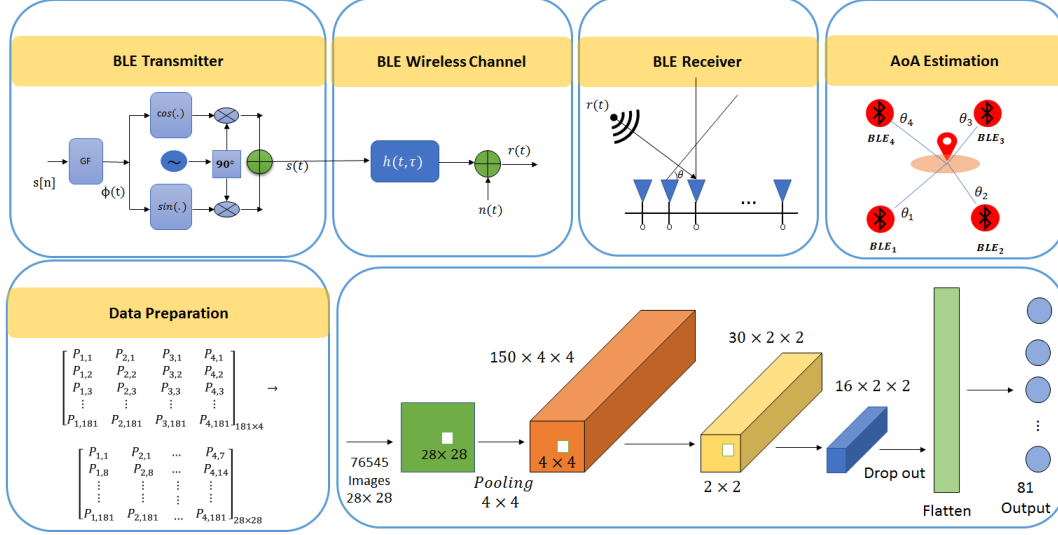 BLE Transmitter
cos(.)
GF
~
90°
s[n]
ϕ(t)
sin(.)
s(t)
BLE Wireless Channel
h(t,τ)
r(t)
n(t)
BLE Receiver
r(t)
θ
...
AoA Estimation
θ4
θ3
BLE4
BLE3
θ2
θ1
BLE1
BLE2
Data Preparation
P1,1 P2,1 P3,1 P4,1
P1,2 P2,2 P3,2 P4,2
P1,3 P2,3 P3,3 P4,3
⋮ ⋮ ⋮ ⋮
P1,181 P2,181 P3,181 P4,181 181×4
→
P1,1 P2,1 ... P4,7
P1,8 P2,8 ... P4,14
⋮ ⋮ ⋮ ⋮
⋮ ⋮ ⋮ ⋮
P1,181 P2,181 ... P4,181 28×28
76545
Images
28× 28
28× 28
Pooling
4 × 4
150 × 4 × 4
4 × 4
30 × 2 × 2
2 × 2
16 × 2 × 2
Drop out
Flatten
⋮
81
Output